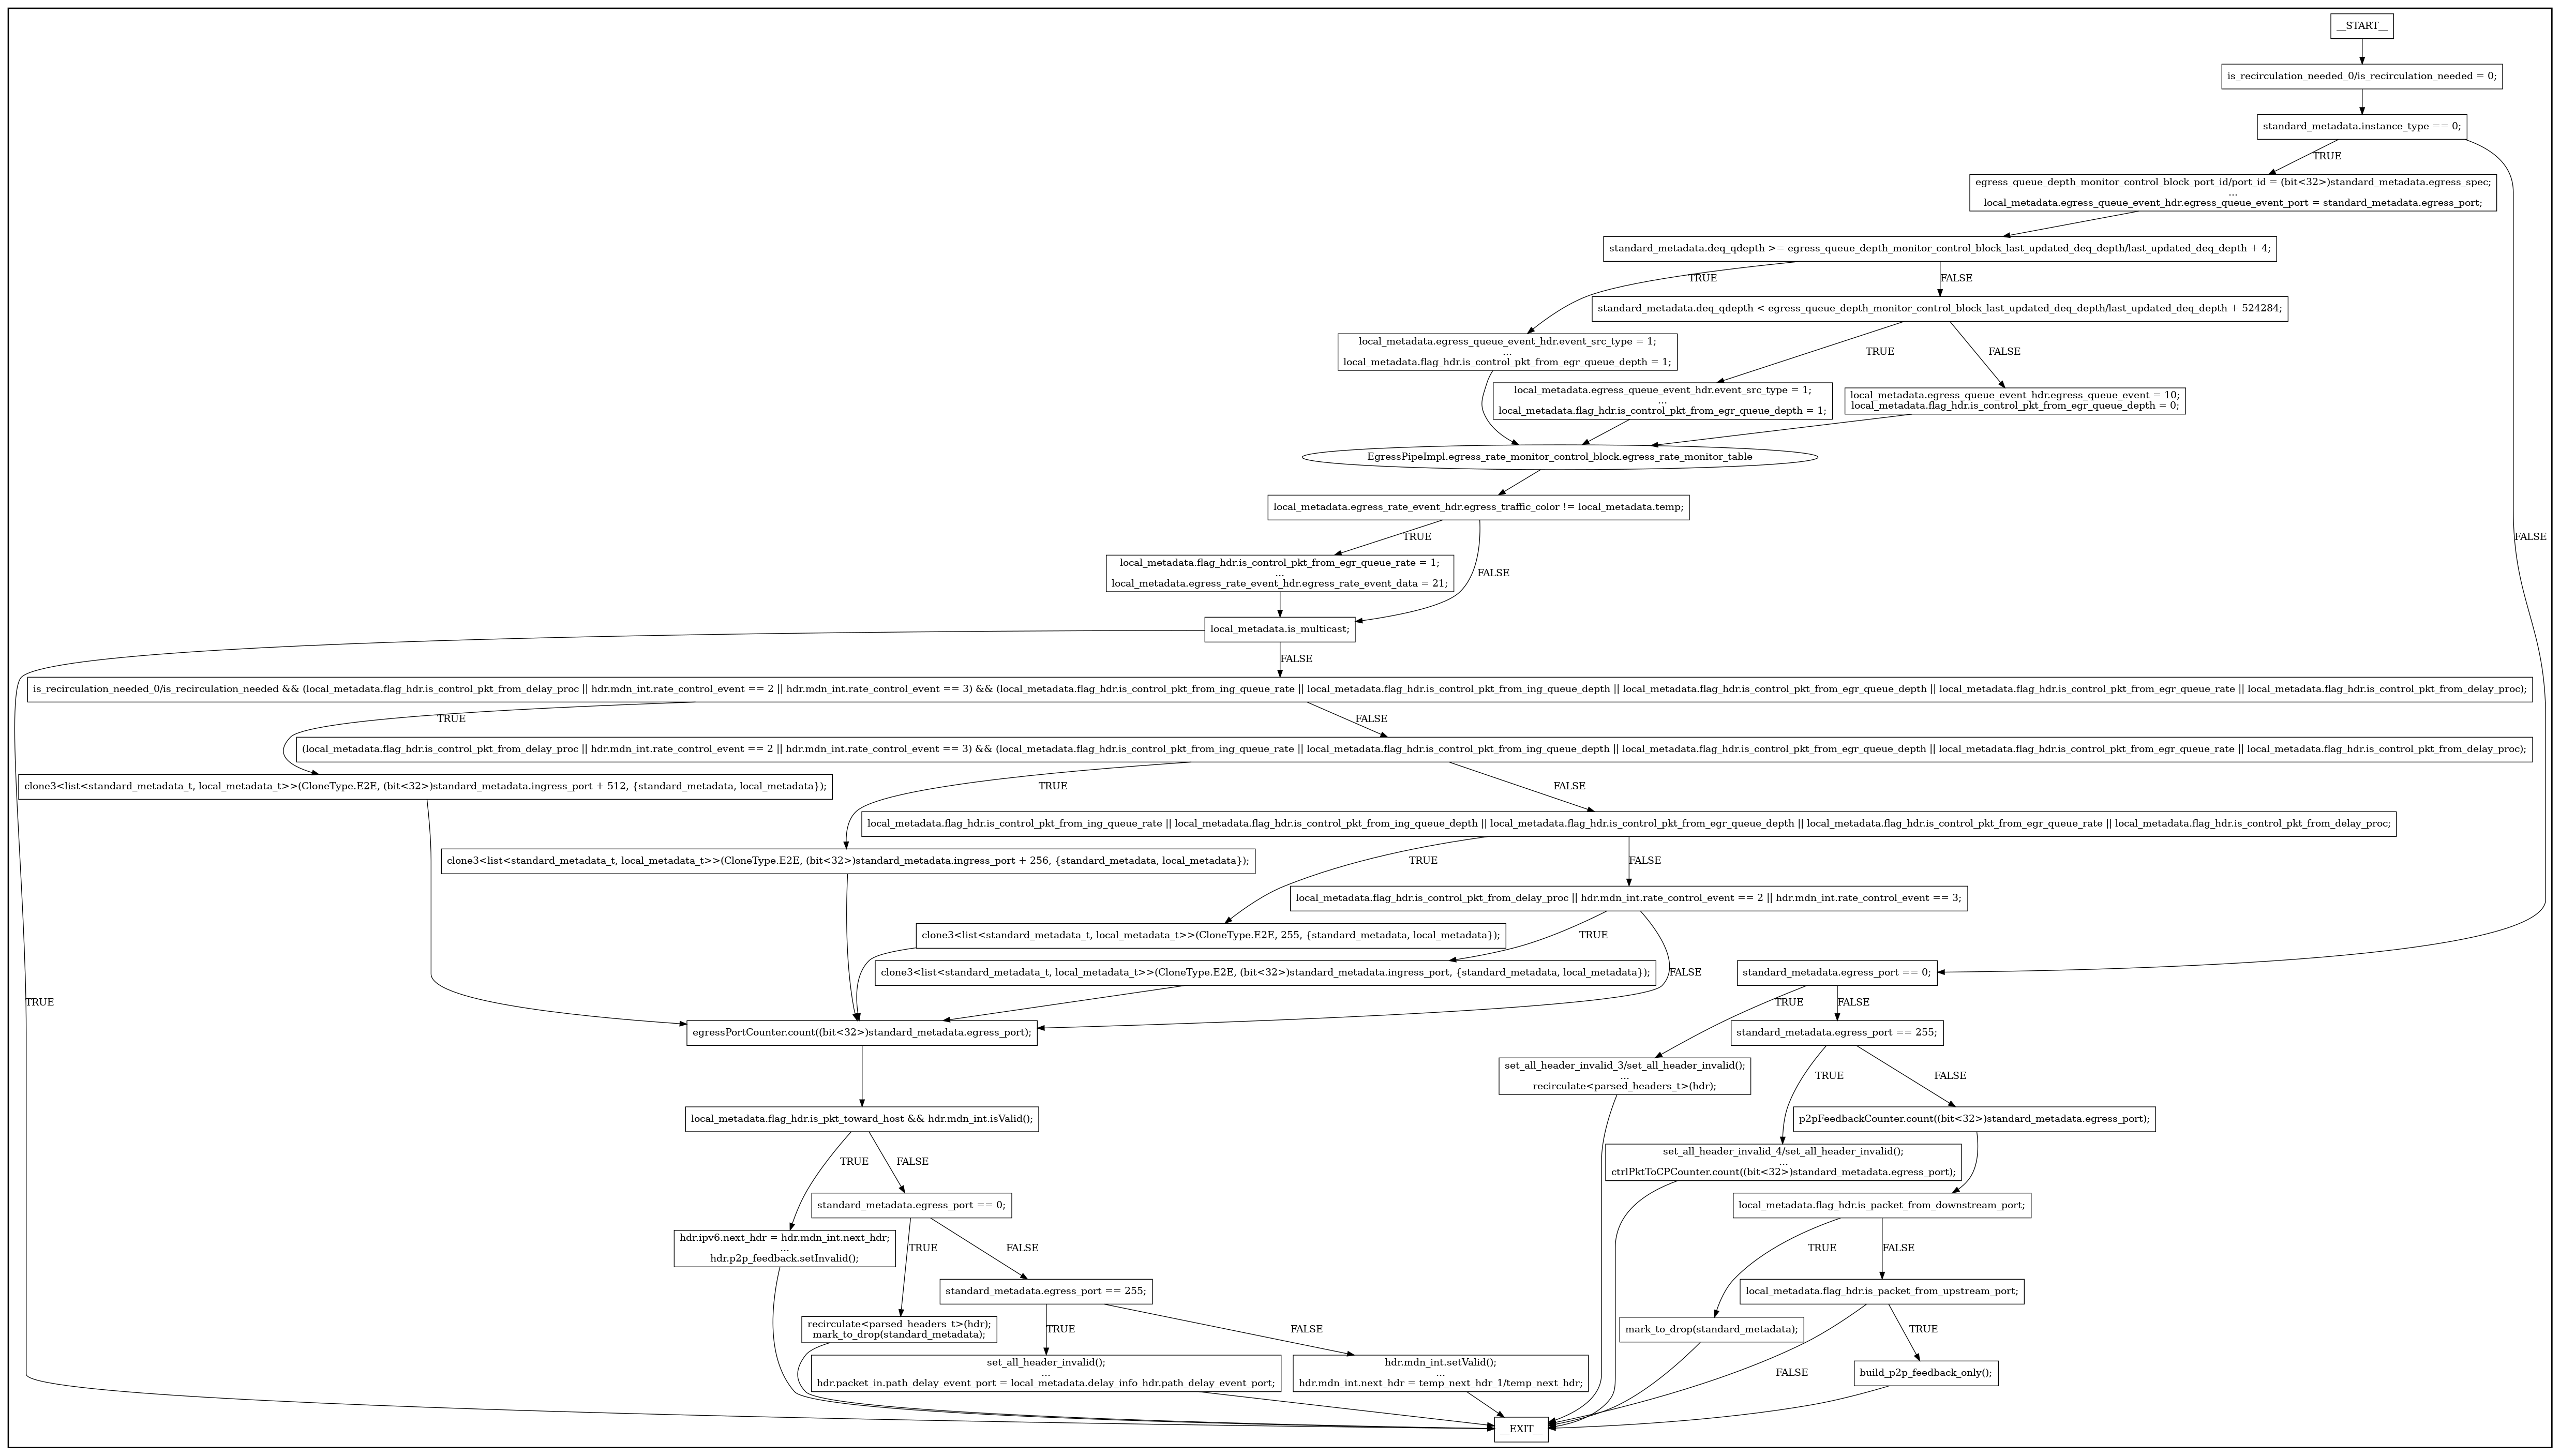 __START__
is_recirculation_needed_0/is_recirculation_needed = 0;
standard_metadata.instance_type == 0;
TRUE
egress_queue_depth_monitor_control_block_port_id/port_id = (bit<32>)standard_metadata.egress_spec;
...
local_metadata.egress_queue_event_hdr.egress_queue_event_port = standard_metadata.egress_port;
standard_metadata.deq_qdepth >= egress_queue_depth_monitor_control_block_last_updated_deq_depth/last_updated_deq_depth + 4;
TRUE
FALSE
standard_metadata.deq_qdepth < egress_queue_depth_monitor_control_block_last_updated_deq_depth/last_updated_deq_depth + 524284;
local_metadata.egress_queue_event_hdr.event_src_type = 1;
...
local_metadata.flag_hdr.is_control_pkt_from_egr_queue_depth = 1;
TRUE
FALSE
local_metadata.egress_queue_event_hdr.event_src_type = 1;
...
local_metadata.flag_hdr.is_control_pkt_from_egr_queue_depth = 1;
local_metadata.egress_queue_event_hdr.egress_queue_event = 10;
local_metadata.flag_hdr.is_control_pkt_from_egr_queue_depth = 0;
EgressPipeImpl.egress_rate_monitor_control_block.egress_rate_monitor_table
local_metadata.egress_rate_event_hdr.egress_traffic_color != local_metadata.temp;
TRUE
FALSE
local_metadata.flag_hdr.is_control_pkt_from_egr_queue_rate = 1;
...
local_metadata.egress_rate_event_hdr.egress_rate_event_data = 21;
FALSE
local_metadata.is_multicast;
FALSE
is_recirculation_needed_0/is_recirculation_needed && (local_metadata.flag_hdr.is_control_pkt_from_delay_proc || hdr.mdn_int.rate_control_event == 2 || hdr.mdn_int.rate_control_event == 3) && (local_metadata.flag_hdr.is_control_pkt_from_ing_queue_rate || local_metadata.flag_hdr.is_control_pkt_from_ing_queue_depth || local_metadata.flag_hdr.is_control_pkt_from_egr_queue_depth || local_metadata.flag_hdr.is_control_pkt_from_egr_queue_rate || local_metadata.flag_hdr.is_control_pkt_from_delay_proc);
TRUE
FALSE
(local_metadata.flag_hdr.is_control_pkt_from_delay_proc || hdr.mdn_int.rate_control_event == 2 || hdr.mdn_int.rate_control_event == 3) && (local_metadata.flag_hdr.is_control_pkt_from_ing_queue_rate || local_metadata.flag_hdr.is_control_pkt_from_ing_queue_depth || local_metadata.flag_hdr.is_control_pkt_from_egr_queue_depth || local_metadata.flag_hdr.is_control_pkt_from_egr_queue_rate || local_metadata.flag_hdr.is_control_pkt_from_delay_proc);
clone3<list<standard_metadata_t, local_metadata_t>>(CloneType.E2E, (bit<32>)standard_metadata.ingress_port + 512, {standard_metadata, local_metadata});
TRUE
FALSE
local_metadata.flag_hdr.is_control_pkt_from_ing_queue_rate || local_metadata.flag_hdr.is_control_pkt_from_ing_queue_depth || local_metadata.flag_hdr.is_control_pkt_from_egr_queue_depth || local_metadata.flag_hdr.is_control_pkt_from_egr_queue_rate || local_metadata.flag_hdr.is_control_pkt_from_delay_proc;
clone3<list<standard_metadata_t, local_metadata_t>>(CloneType.E2E, (bit<32>)standard_metadata.ingress_port + 256, {standard_metadata, local_metadata});
TRUE
FALSE
local_metadata.flag_hdr.is_control_pkt_from_delay_proc || hdr.mdn_int.rate_control_event == 2 || hdr.mdn_int.rate_control_event == 3;
clone3<list<standard_metadata_t, local_metadata_t>>(CloneType.E2E, 255, {standard_metadata, local_metadata});
TRUE
clone3<list<standard_metadata_t, local_metadata_t>>(CloneType.E2E, (bit<32>)standard_metadata.ingress_port, {standard_metadata, local_metadata});
FALSE
standard_metadata.egress_port == 0;
TRUE
TRUE
FALSE
egressPortCounter.count((bit<32>)standard_metadata.egress_port);
standard_metadata.egress_port == 255;
set_all_header_invalid_3/set_all_header_invalid();
...
recirculate<parsed_headers_t>(hdr);
TRUE
FALSE
local_metadata.flag_hdr.is_pkt_toward_host && hdr.mdn_int.isValid();
p2pFeedbackCounter.count((bit<32>)standard_metadata.egress_port);
TRUE
FALSE
set_all_header_invalid_4/set_all_header_invalid();
...
ctrlPktToCPCounter.count((bit<32>)standard_metadata.egress_port);
standard_metadata.egress_port == 0;
local_metadata.flag_hdr.is_packet_from_downstream_port;
hdr.ipv6.next_hdr = hdr.mdn_int.next_hdr;
...
hdr.p2p_feedback.setInvalid();
TRUE
FALSE
TRUE
FALSE
standard_metadata.egress_port == 255;
local_metadata.flag_hdr.is_packet_from_upstream_port;
recirculate<parsed_headers_t>(hdr);
mark_to_drop(standard_metadata);
TRUE
FALSE
mark_to_drop(standard_metadata);
TRUE
set_all_header_invalid();
...
hdr.packet_in.path_delay_event_port = local_metadata.delay_info_hdr.path_delay_event_port;
hdr.mdn_int.setValid();
...
hdr.mdn_int.next_hdr = temp_next_hdr_1/temp_next_hdr;
FALSE
build_p2p_feedback_only();
__EXIT__
TRUE